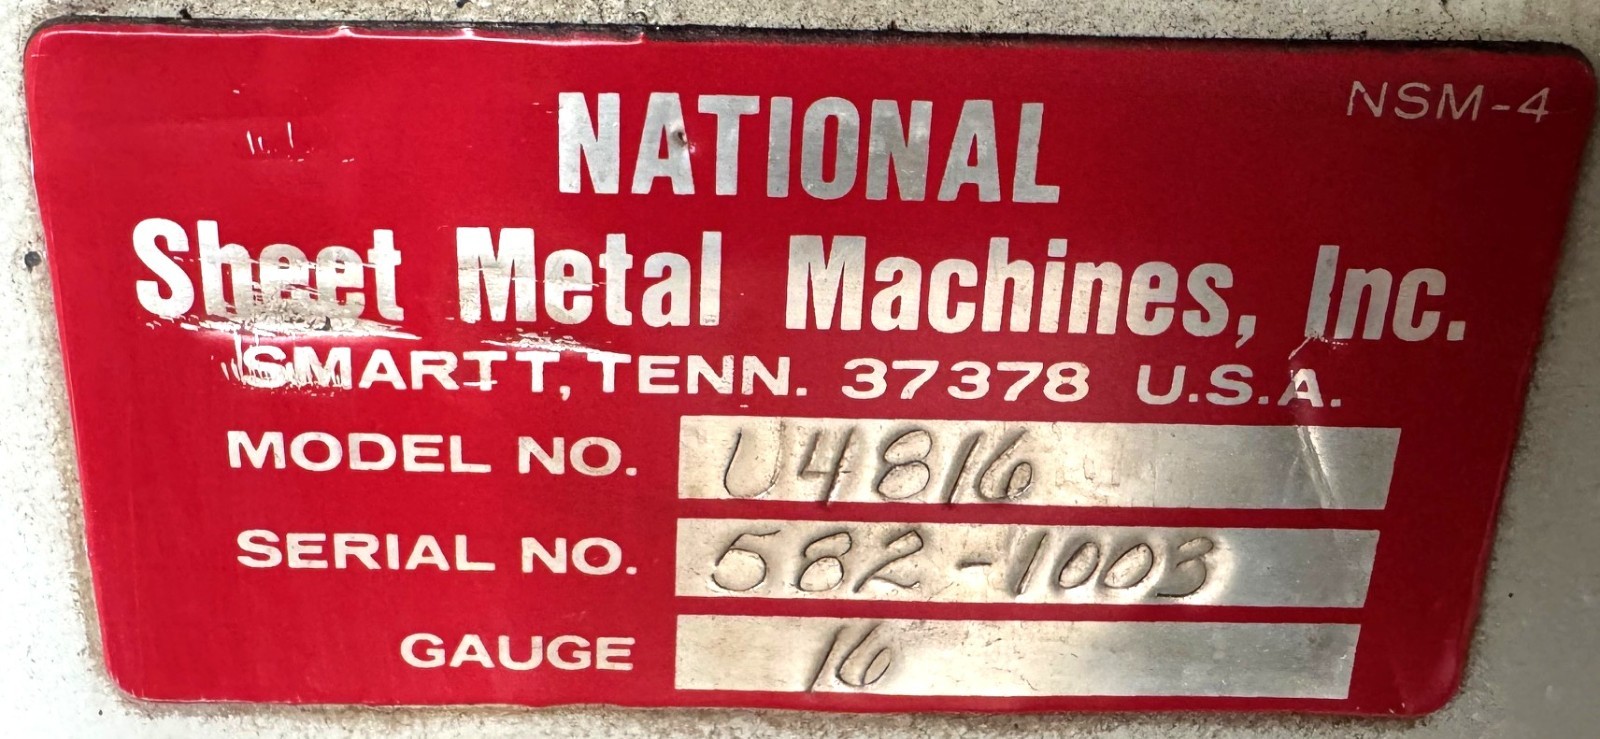 NSM-4
NATIONAL
Sheet Metal Machines, Inc.
SMARTT, TENN. 37378 U.S.A.
MODEL NO. U4816
SERIAL NO. 582-1003
GAUGE 16